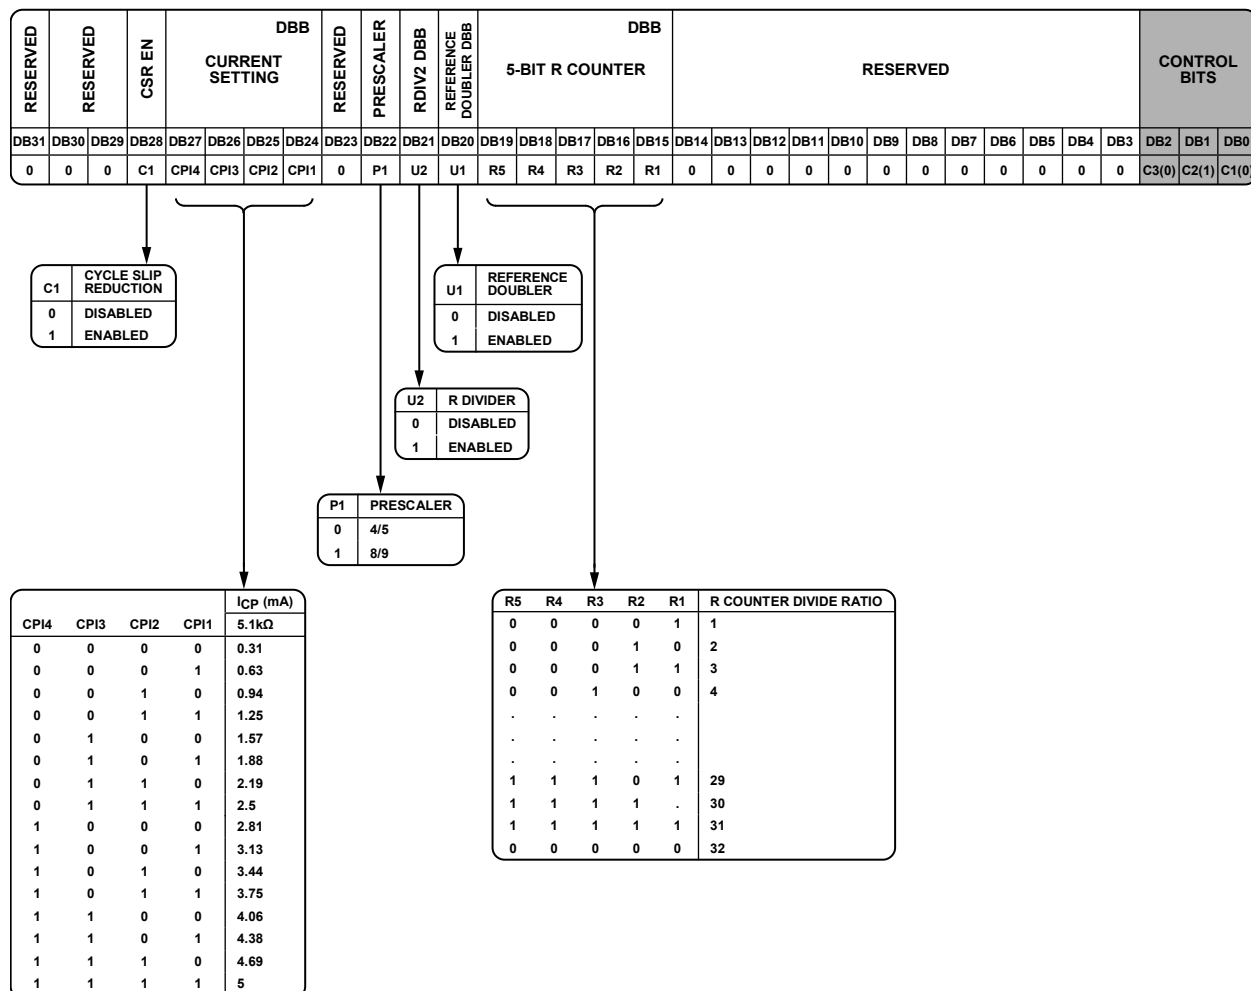 RESERVED
RESERVED
CSR EN
DBB
CURRENT
SETTING
RESERVED
PRESCALER
RDIV2 DBB
REFERENCE
DOUBLER DBB
DBB
5-BIT R COUNTER
RESERVED
CONTROL
BITS
DB31 DB30 DB29 DB28 DB27 DB26 DB25 DB24 DB23 DB22 DB21 DB20 DB19 DB18 DB17 DB16 DB15 DB14 DB13 DB12 DB11 DB10 DB9 DB8 DB7 DB6 DB5 DB4 DB3 DB2 DB1 DB0
0 0 0 C1 CPI4 CPI3 CPI2 CPI1 0 P1 U2 U1 R5 R4 R3 R2 R1 0 0 0 0 0 0 0 0 0 0 0 0 C3(0) C2(1) C1(0)
C1 CYCLE SLIP
REDUCTION
0 DISABLED
1 ENABLED
U1 REFERENCE
DOUBLER
0 DISABLED
1 ENABLED
U2 R DIVIDER
0 DISABLED
1 ENABLED
P1 PRESCALER
0 4/5
1 8/9
ICP (mA)
CPI4 CPI3 CPI2 CPI1 5.1kΩ
0 0 0 0 0.31
0 0 0 1 0.63
0 0 1 0 0.94
0 0 1 1 1.25
0 1 0 0 1.57
0 1 0 1 1.88
0 1 1 0 2.19
0 1 1 1 2.5
1 0 0 0 2.81
1 0 0 1 3.13
1 0 1 0 3.44
1 0 1 1 3.75
1 1 0 0 4.06
1 1 0 1 4.38
1 1 1 0 4.69
1 1 1 1 5
R5 R4 R3 R2 R1 R COUNTER DIVIDE RATIO
0 0 0 0 1 1
0 0 0 1 0 2
0 0 0 1 1 3
0 0 1 0 0 4
. . . . .
. . . . .
. . . . .
1 1 1 0 1 29
1 1 1 1 . 30
1 1 1 1 1 31
0 0 0 0 0 32